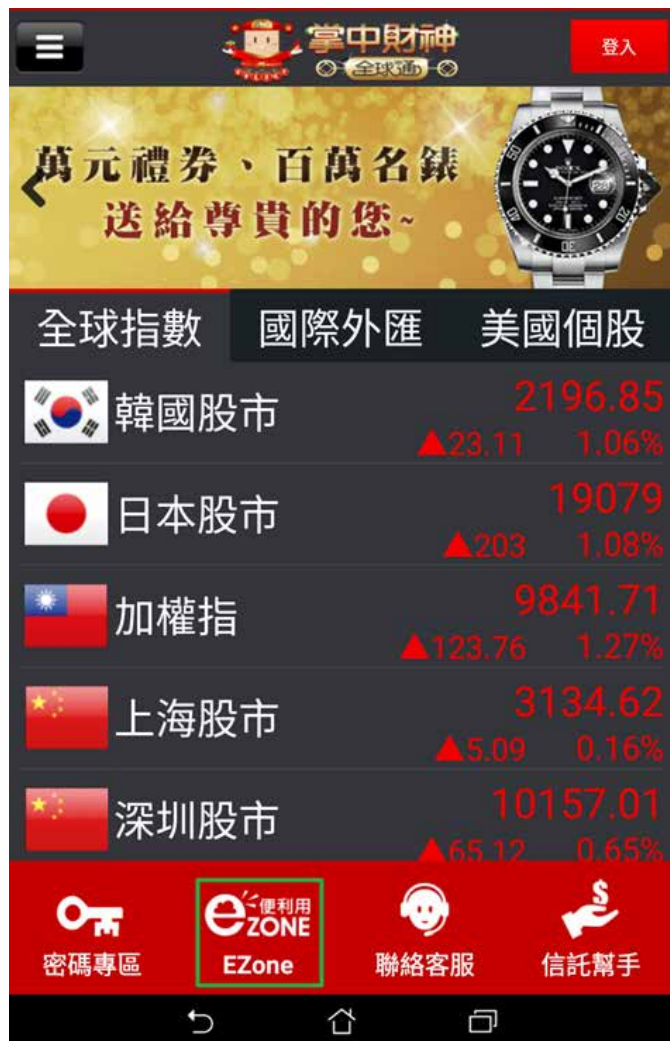 掌中財神
全球通
登入
萬元禮券、百萬名錶
送給尊貴的您~
全球指數 國際外匯 美國個股
韓國股市 2196.85
▲23.11 1.06%
日本股市 19079
▲203 1.08%
加權指 9841.71
▲123.76 1.27%
上海股市 3134.62
▲5.09 0.16%
深圳股市 10157.01
▲65.12 0.65%
e便利用
ZONE
密碼專區 EZone 聯絡客服 信託幫手